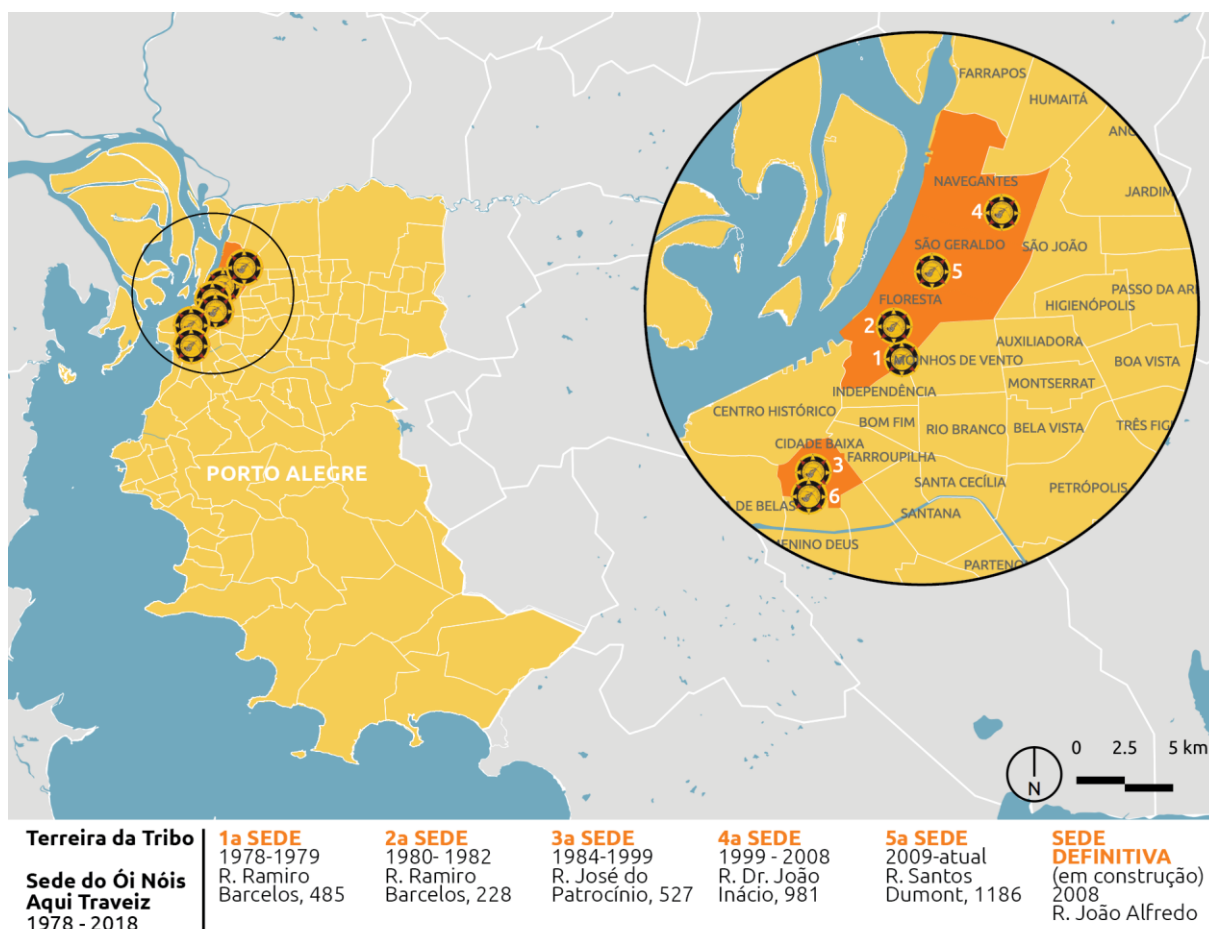 FARRAPOS
HUMAITÁ
ANC
NAVEGANTES
JARDIM
4
SÃO GERALDO
SÃO JOÃO
5
PASSO DA AR
FLORESTA
HIGIENÓPOLIS
2
AUXILIADORA
1
MOINHOS DE VENTO
BOA VISTA
INDEPENDÊNCIA
MONTSERRAT
CENTRO HISTÓRICO
BOM FIM
RIO BRANCO
BELA VISTA
TRÊS FIG
CIDADE BAIXA
FARROUPILHA
3
PORTO ALEGRE
SANTA CECÍLIA
PETRÓPOLIS
6
A DE BELAS
SANTANA
MENINO DEUS
PARTENO
0 2.5 5 km
N
Terreira da Tribo
Sede do Ói Nóis
Aqui Traveiz
1978 - 2018
1a SEDE
1978-1979
R. Ramiro
Barcelos, 485
2a SEDE
1980- 1982
R. Ramiro
Barcelos, 228
3a SEDE
1984-1999
R. José do
Patrocínio, 527
4a SEDE
1999 - 2008
R. Dr. João
Inácio, 981
5a SEDE
2009-atual
R. Santos
Dumont, 1186
SEDE
DEFINITIVA
(em construção)
2008
R. João Alfredo